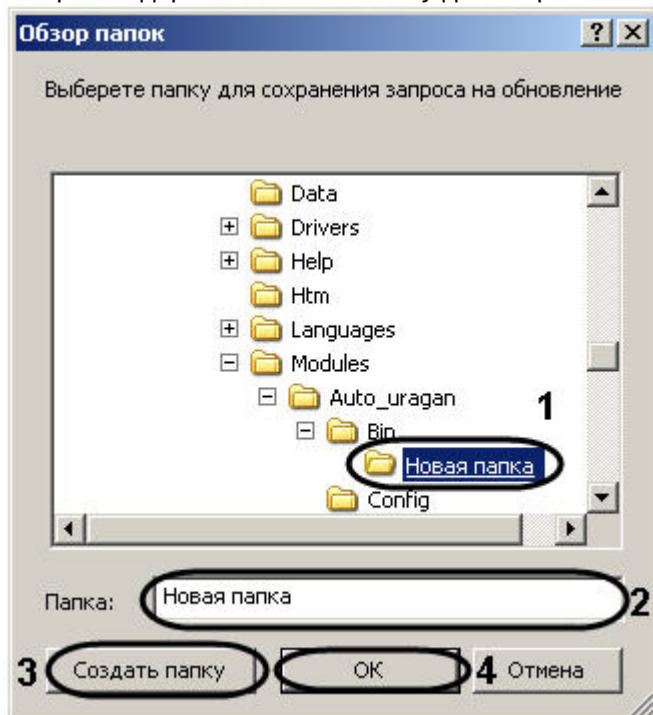 Обзор папок
Выберете папку для сохранения запроса на обновление
Data
Drivers
Help
Htm
Languages
Modules
Auto_uragan
1
Bin
Новая папка
Config
Папка: Новая папка 2
3 Создать папку OK 4 Отмена